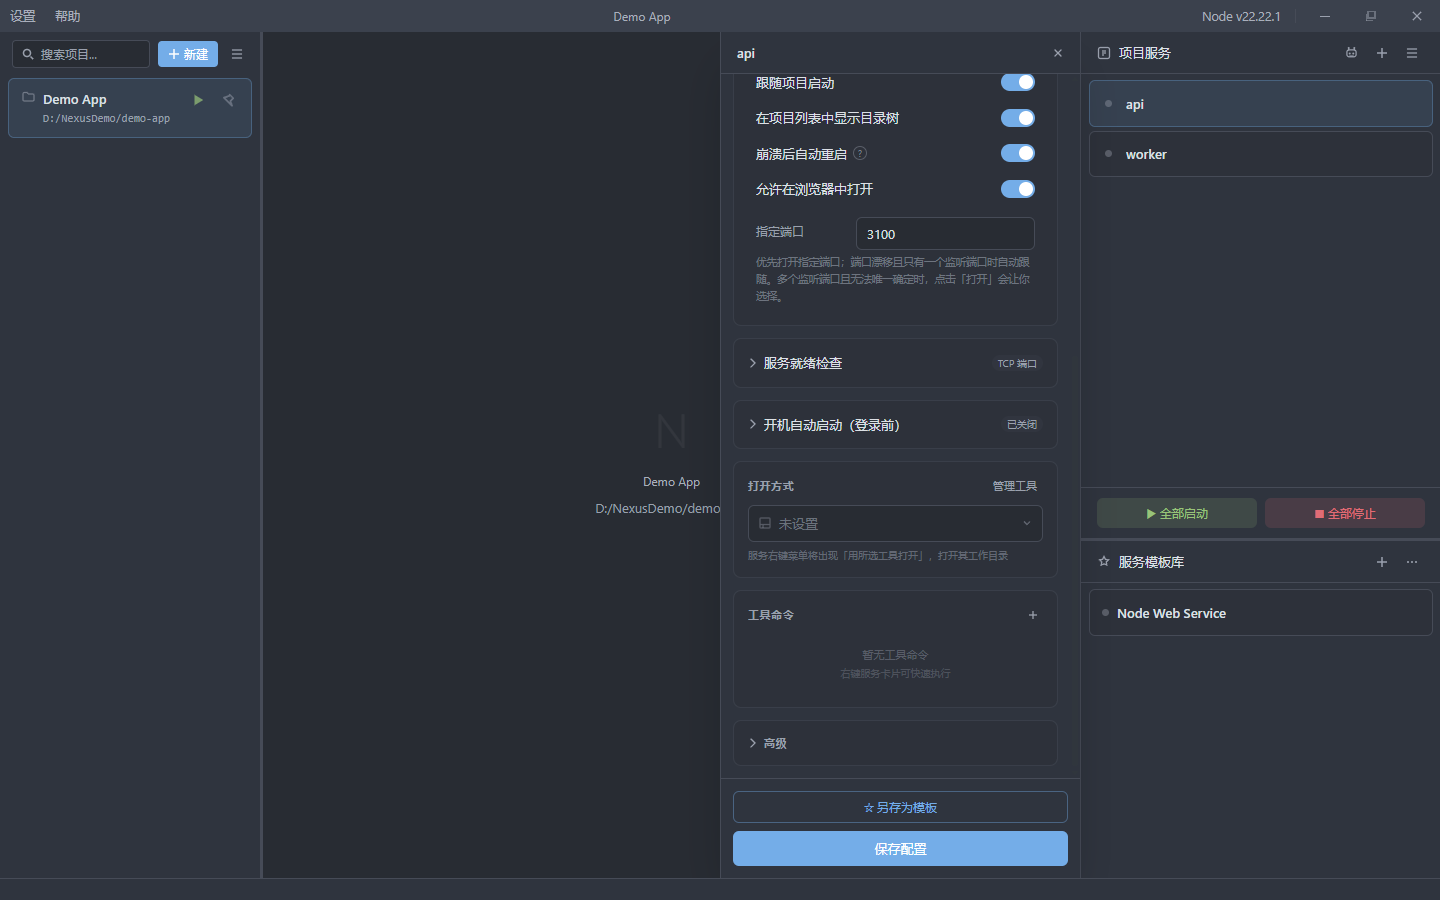 设置 帮助 Demo App Node v22.22.1
搜索项目... 新建
Demo App
D:/NexusDemo/demo-app
N
Demo App
D:/NexusDemo/demo
api
跟随项目启动
在项目列表中显示目录树
崩溃后自动重启 ?
允许在浏览器中打开
指定端口 3100
优先打开指定端口；端口漂移且只有一个监听端口时自动跟
随。多个监听端口且无法唯一确定时，点击「打开」会让你
选择。
服务就绪检查 TCP 端口
开机自动启动（登录前） 已关闭
打开方式 管理工具
未设置
服务右键菜单将出现「用所选工具打开」，打开其工作目录
工具命令
暂无工具命令
右键服务卡片可快速执行
高级
另存为模板
保存配置
项目服务
api
worker
全部启动 全部停止
服务模板库
Node Web Service